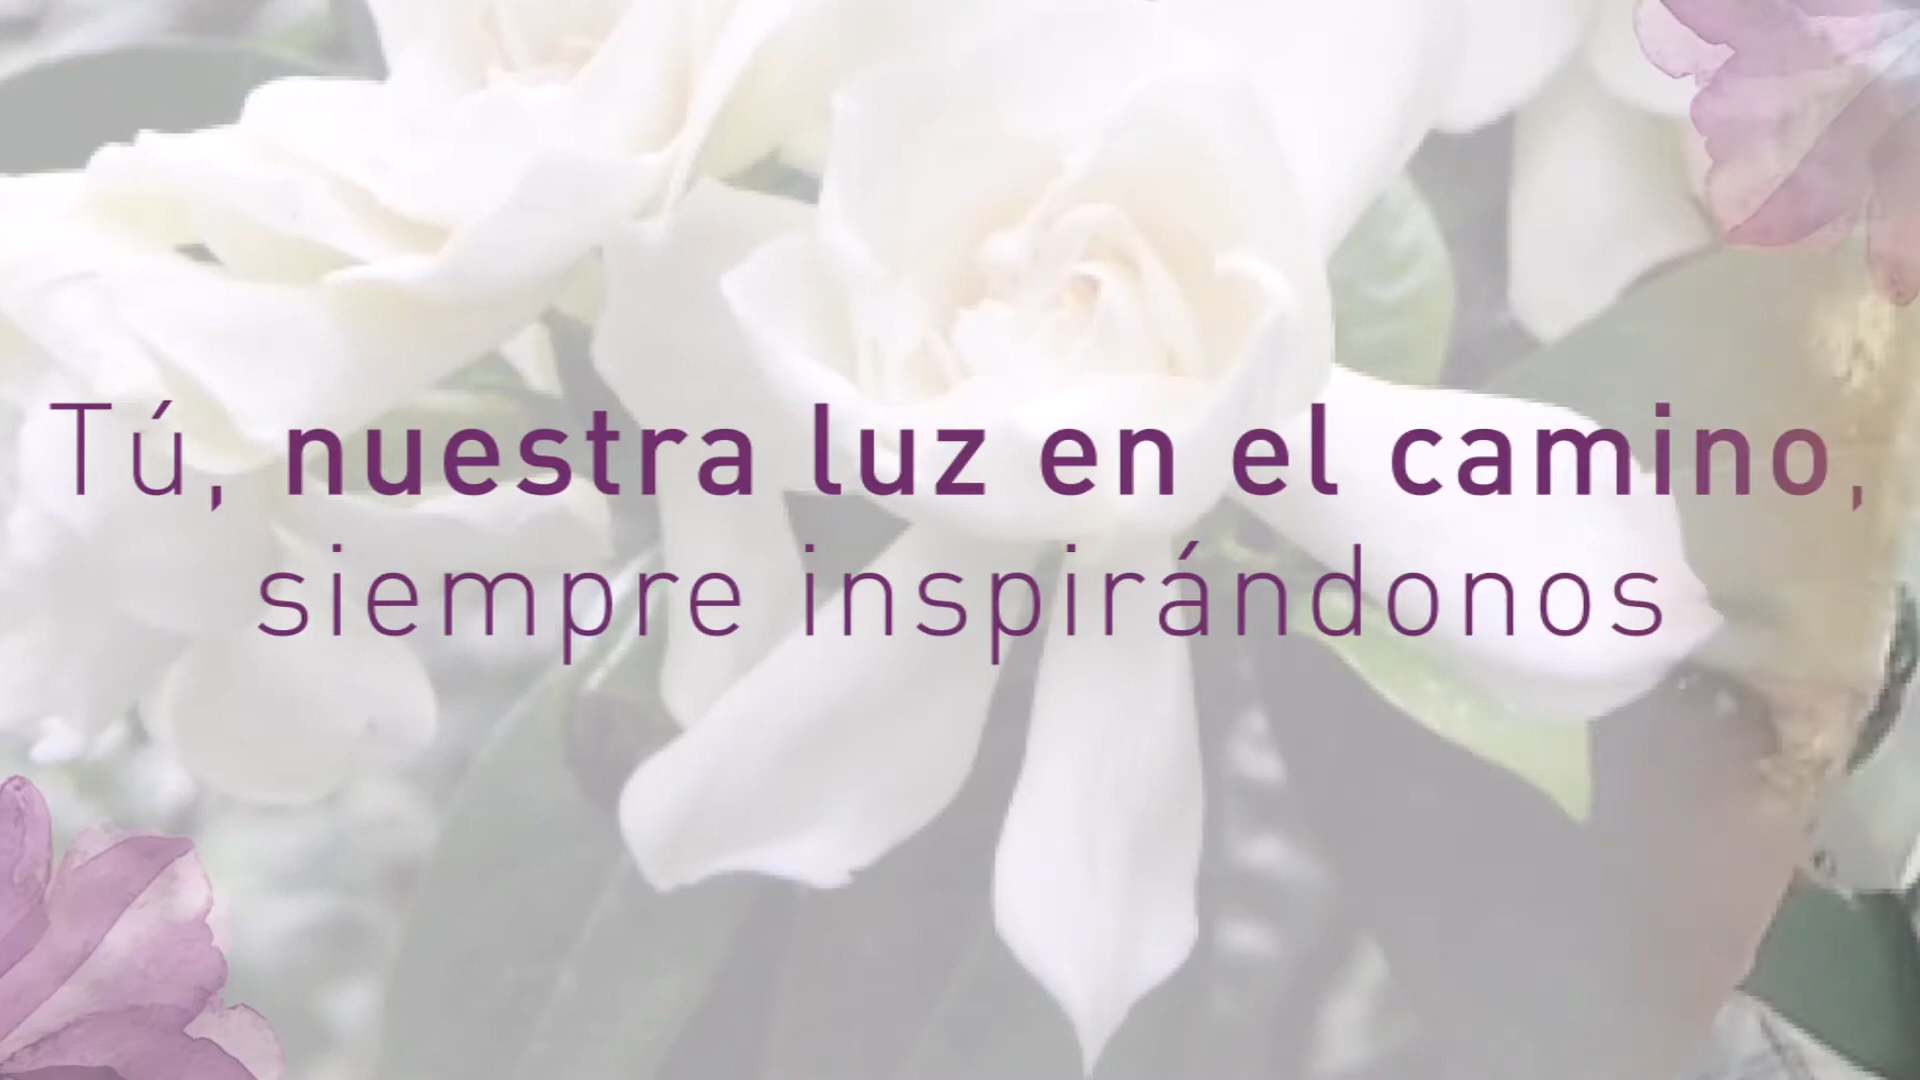 Tú, nuestra luz en el camino,
siempre inspirándonos